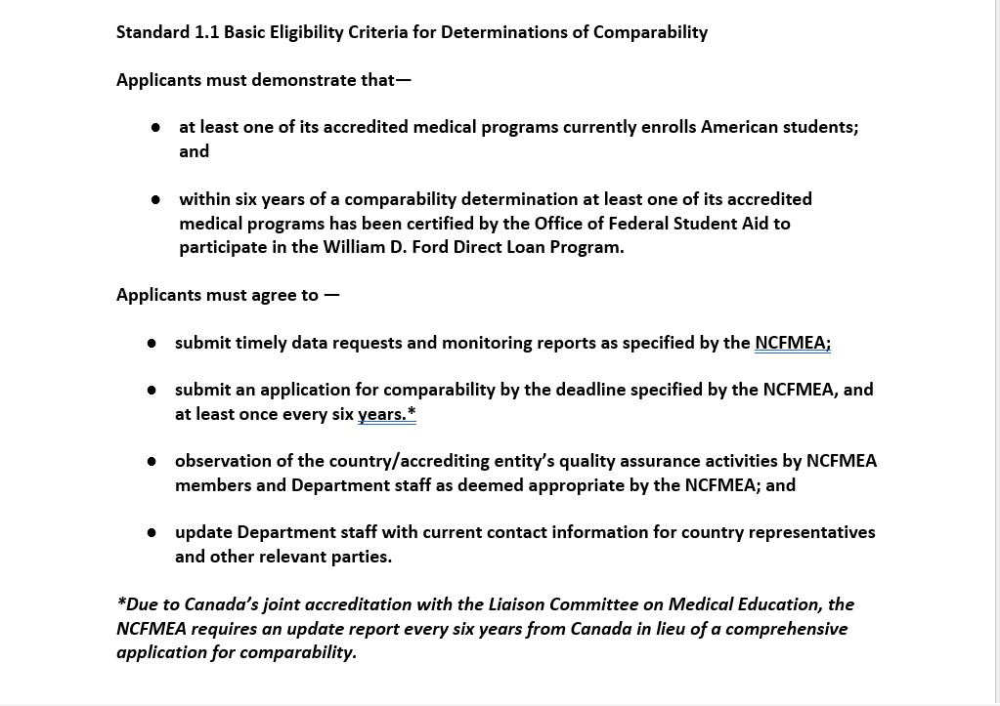 Standard 1.1 Basic Eligibility Criteria for Determinations of Comparability
Applicants must demonstrate that—
● at least one of its accredited medical programs currently enrolls American students;
and
● within six years of a comparability determination at least one of its accredited
medical programs has been certified by the Office of Federal Student Aid to
participate in the William D. Ford Direct Loan Program.
Applicants must agree to —
● submit timely data requests and monitoring reports as specified by the NCFMEA;
● submit an application for comparability by the deadline specified by the NCFMEA, and
at least once every six years.*
● observation of the country/accrediting entity’s quality assurance activities by NCFMEA
members and Department staff as deemed appropriate by the NCFMEA; and
● update Department staff with current contact information for country representatives
and other relevant parties.
*Due to Canada’s joint accreditation with the Liaison Committee on Medical Education, the
NCFMEA requires an update report every six years from Canada in lieu of a comprehensive
application for comparability.